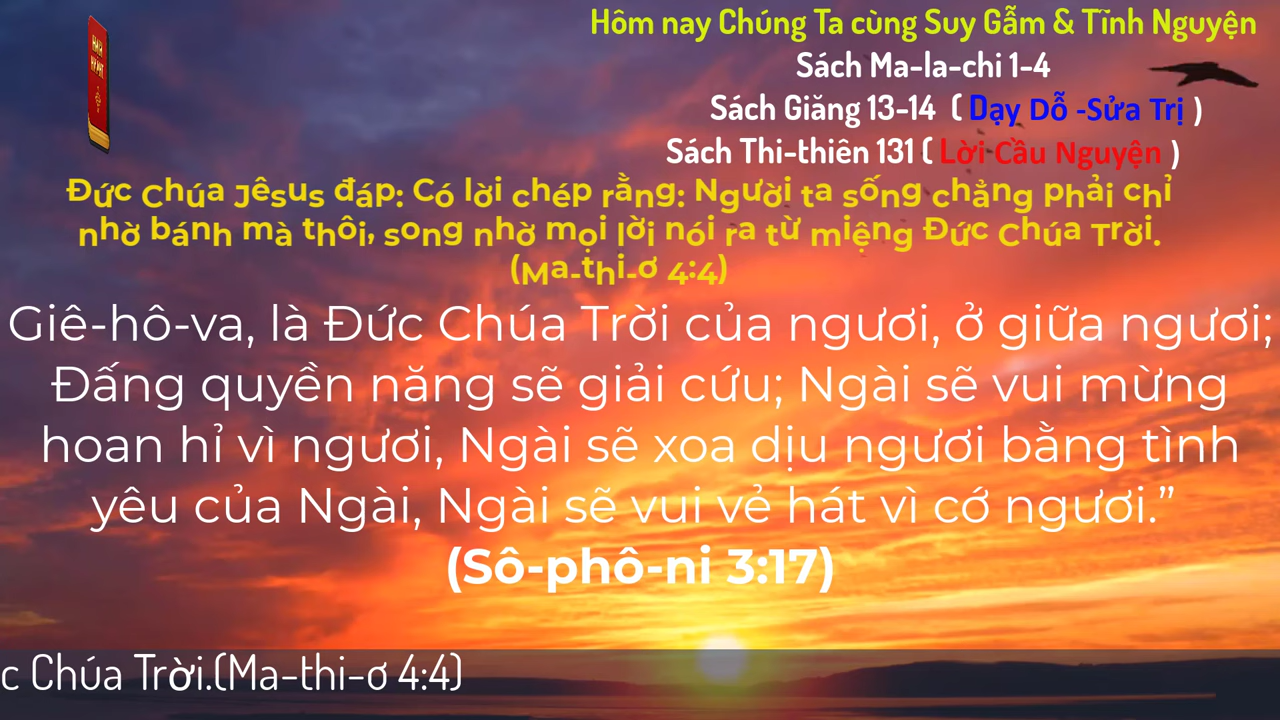 Hôm nay Chúng Ta cùng Suy Gẫm & Tĩnh Nguyện
Sách Ma-la-chi 1-4
Sách Giăng 13-14 ( Dạy Dỗ -Sửa Trị )
Sách Thi-thiên 131 ( Lời Cầu Nguyện )
Đức Chúa Jêsus đáp: Có lời chép rằng: Người ta sống chẳng phải chỉ
nhờ bánh mà thôi, song nhờ mọi lời nói ra từ miệng Đức Chúa Trời.
(Ma-thi-ơ 4:4)
Giê-hô-va, là Đức Chúa Trời của ngươi, ở giữa ngươi;
Đấng quyền năng sẽ giải cứu; Ngài sẽ vui mừng
hoan hỉ vì ngươi, Ngài sẽ xoa dịu ngươi bằng tình
yêu của Ngài, Ngài sẽ vui vẻ hát vì cớ ngươi.”
(Sô-phô-ni 3:17)
c Chúa Trời.(Ma-thi-ơ 4:4)